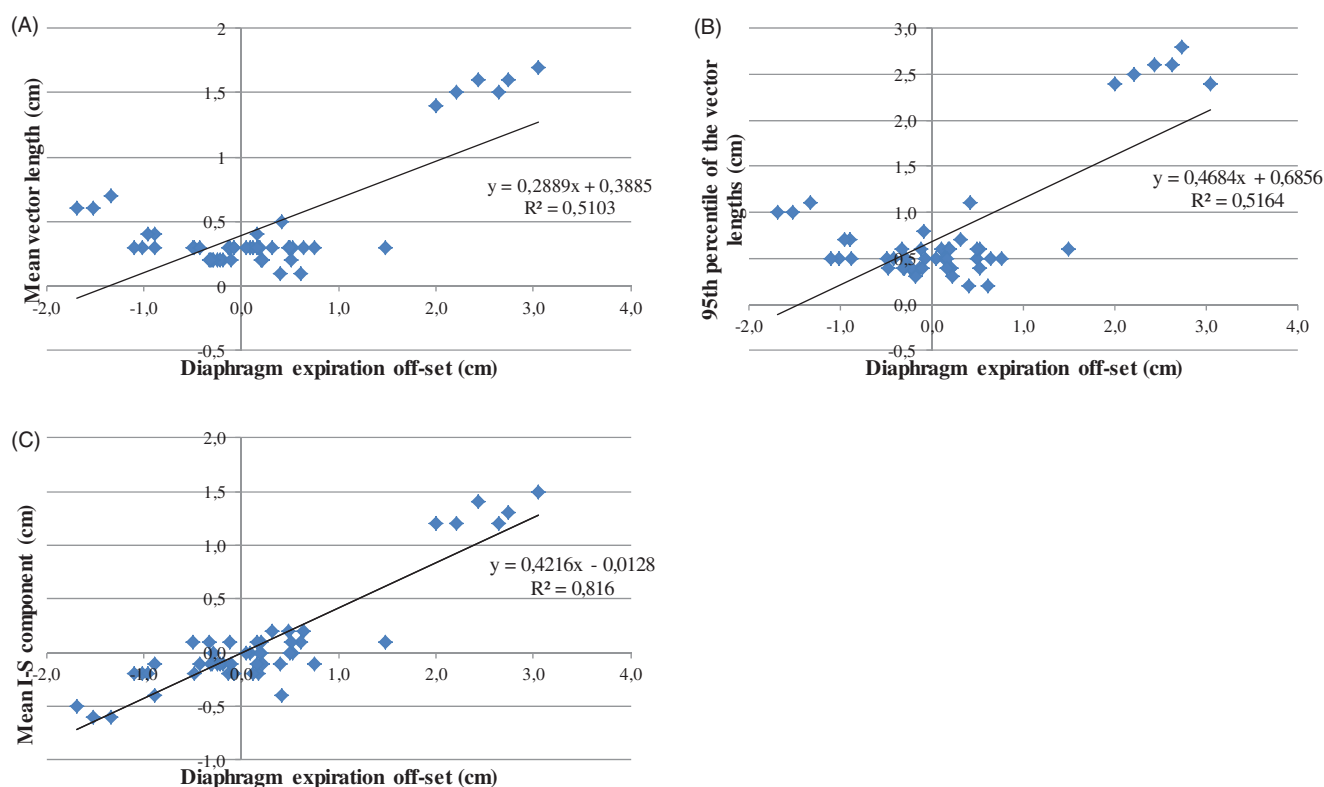 (A)
2
1,5
1
0,5
0
-0,5
-2,0 -1,0 0,0 1,0 2,0 3,0 4,0
Mean vector length (cm)
Diaphragm expiration off-set (cm)
y = 0,2889x + 0,3885
R² = 0,5103
(B)
3,0
2,5
2,0
1,5
1,0
0,5
0,0
-0,5
-2,0 -1,0 0,0 1,0 2,0 3,0 4,0
95th percentile of the vector
lengths (cm)
Diaphragm expiration off-set (cm)
y = 0,4684x + 0,6856
R² = 0,5164
(C)
2,0
1,5
1,0
0,5
0,0
-0,5
-1,0
-2,0 -1,0 0,0 1,0 2,0 3,0 4,0
Mean I-S component (cm)
Diaphragm expiration off-set (cm)
y = 0,4216x - 0,0128
R² = 0,816